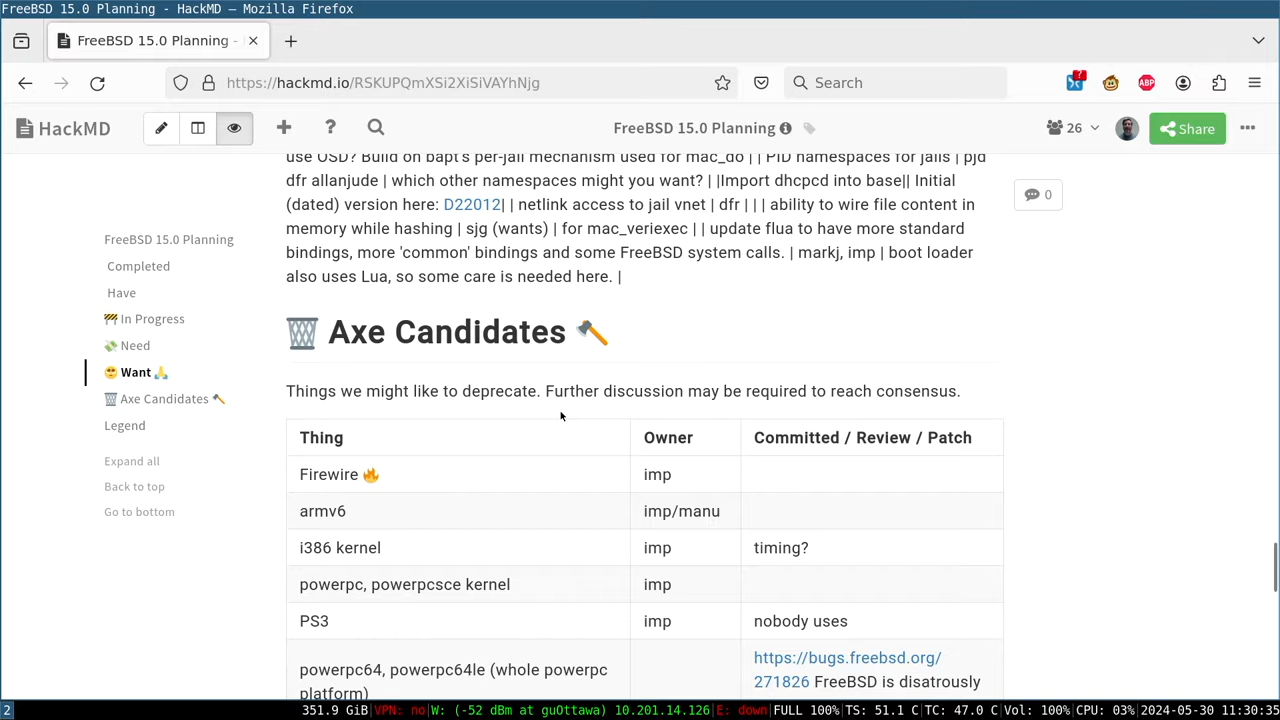 FreeBSD 15.0 Planning - HackMD — Mozilla Firefox
FreeBSD 15.0 Planning -
https://hackmd.io/RSKUPOmXSi2XiSiVAYhNjg
Search
?
ABP
HackMD
FreeBSD 15.0 Planning
26
Share
use OSD? Build on bapt's per-jail mechanism used for mac_do | | PID namespaces for jails | pjd
dfr allanjude | which other namespaces might you want? | |Import dhcpcd into base|| Initial
(dated) version here: D22012| | netlink access to jail vnet | dfr | | | ability to wire file content in
memory while hashing | sjg (wants) | for mac_veriexec | | update flua to have more standard
bindings, more 'common' bindings and some FreeBSD system calls. | markj, imp | boot loader
also uses Lua, so some care is needed here. |
0
FreeBSD 15.0 Planning
Completed
Have
In Progress
Need
Want
Axe Candidates
Legend
Expand all
Back to top
Go to bottom
Axe Candidates
Things we might like to deprecate. Further discussion may be required to reach consensus.
Thing Owner Committed / Review / Patch
Firewire imp
armv6 imp/manu
i386 kernel imp timing?
powerpc, powerpcsce kernel imp
PS3 imp nobody uses
powerpc64, powerpc64le (whole powerpc
platform)
https://bugs.freebsd.org/
271826 FreeBSD is disatrously
2
351.9 GiB|VPN: no|W: (-52 dBm at guOttawa) 10.201.14.126|E: down|FULL 100%|TS: 51.1 C|TC: 47.0 C|Vol: 100%|CPU: 03%|2024-05-30 11:30:35